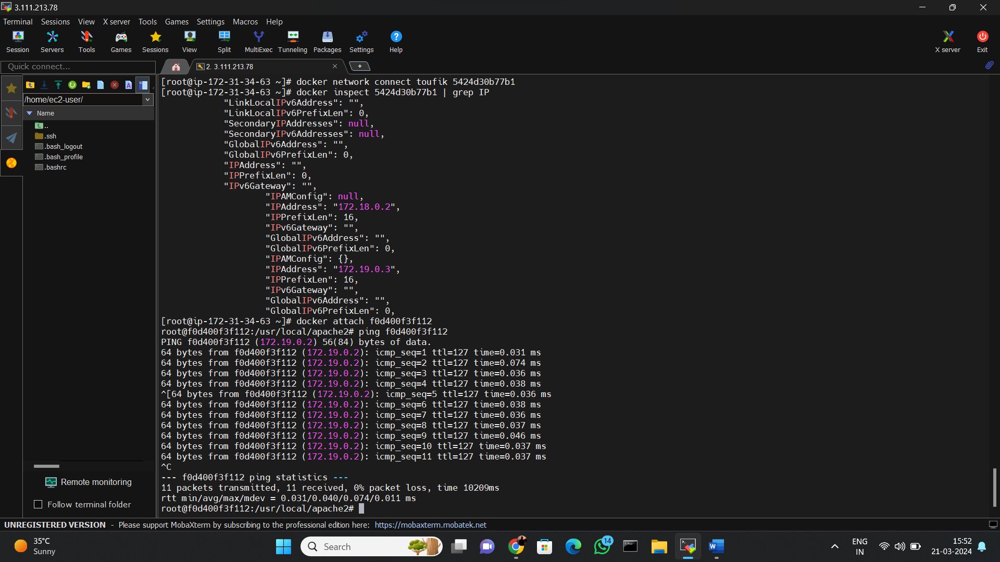 3.111.213.78
Terminal Sessions View X server Tools Games Settings Macros Help
Session Servers Tools Games Sessions View Split MultiExec Tunneling Packages Settings Help X server Exit
Quick connect...
2. 3.111.213.78
/home/ec2-user/
Name
..
.ssh
.bash_logout
.bash_profile
.bashrc
Remote monitoring
Follow terminal folder
[root@ip-172-31-34-63 ~]# docker network connect toufik 5424d30b77b1
[root@ip-172-31-34-63 ~]# docker inspect 5424d30b77b1 | grep IP
"LinkLocalIPv6Address": "",
"LinkLocalIPv6PrefixLen": 0,
"SecondaryIPAddresses": null,
"SecondaryIPv6Addresses": null,
"GlobalIPv6Address": "",
"GlobalIPv6PrefixLen": 0,
"IPAddress": "",
"IPPrefixLen": 0,
"IPv6Gateway": "",
"IPAMConfig": null,
"IPAddress": "172.18.0.2",
"IPPrefixLen": 16,
"IPv6Gateway": "",
"GlobalIPv6Address": "",
"GlobalIPv6PrefixLen": 0,
"IPAMConfig": {},
"IPAddress": "172.19.0.3",
"IPPrefixLen": 16,
"IPv6Gateway": "",
"GlobalIPv6Address": "",
"GlobalIPv6PrefixLen": 0,
[root@ip-172-31-34-63 ~]# docker attach f0d400f3f112
root@f0d400f3f112:/usr/local/apache2# ping f0d400f3f112
PING f0d400f3f112 (172.19.0.2) 56(84) bytes of data.
64 bytes from f0d400f3f112 (172.19.0.2): icmp_seq=1 ttl=127 time=0.031 ms
64 bytes from f0d400f3f112 (172.19.0.2): icmp_seq=2 ttl=127 time=0.074 ms
64 bytes from f0d400f3f112 (172.19.0.2): icmp_seq=3 ttl=127 time=0.036 ms
64 bytes from f0d400f3f112 (172.19.0.2): icmp_seq=4 ttl=127 time=0.038 ms
^[64 bytes from f0d400f3f112 (172.19.0.2): icmp_seq=5 ttl=127 time=0.036 ms
64 bytes from f0d400f3f112 (172.19.0.2): icmp_seq=6 ttl=127 time=0.038 ms
64 bytes from f0d400f3f112 (172.19.0.2): icmp_seq=7 ttl=127 time=0.036 ms
64 bytes from f0d400f3f112 (172.19.0.2): icmp_seq=8 ttl=127 time=0.037 ms
64 bytes from f0d400f3f112 (172.19.0.2): icmp_seq=9 ttl=127 time=0.046 ms
64 bytes from f0d400f3f112 (172.19.0.2): icmp_seq=10 ttl=127 time=0.037 ms
64 bytes from f0d400f3f112 (172.19.0.2): icmp_seq=11 ttl=127 time=0.037 ms
^C
--- f0d400f3f112 ping statistics ---
11 packets transmitted, 11 received, 0% packet loss, time 10209ms
rtt min/avg/max/mdev = 0.031/0.040/0.074/0.011 ms
root@f0d400f3f112:/usr/local/apache2#
UNREGISTERED VERSION - Please support MobaXterm by subscribing to the professional edition here: https://mobaxterm.mobatek.net
35°C
Sunny
Search
14
ENG
IN
15:52
21-03-2024